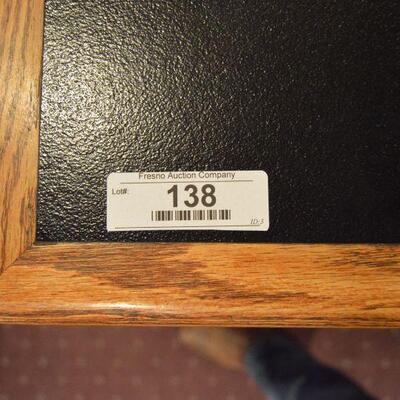 Fresno Auction Company
Lot#:
138
ID:3